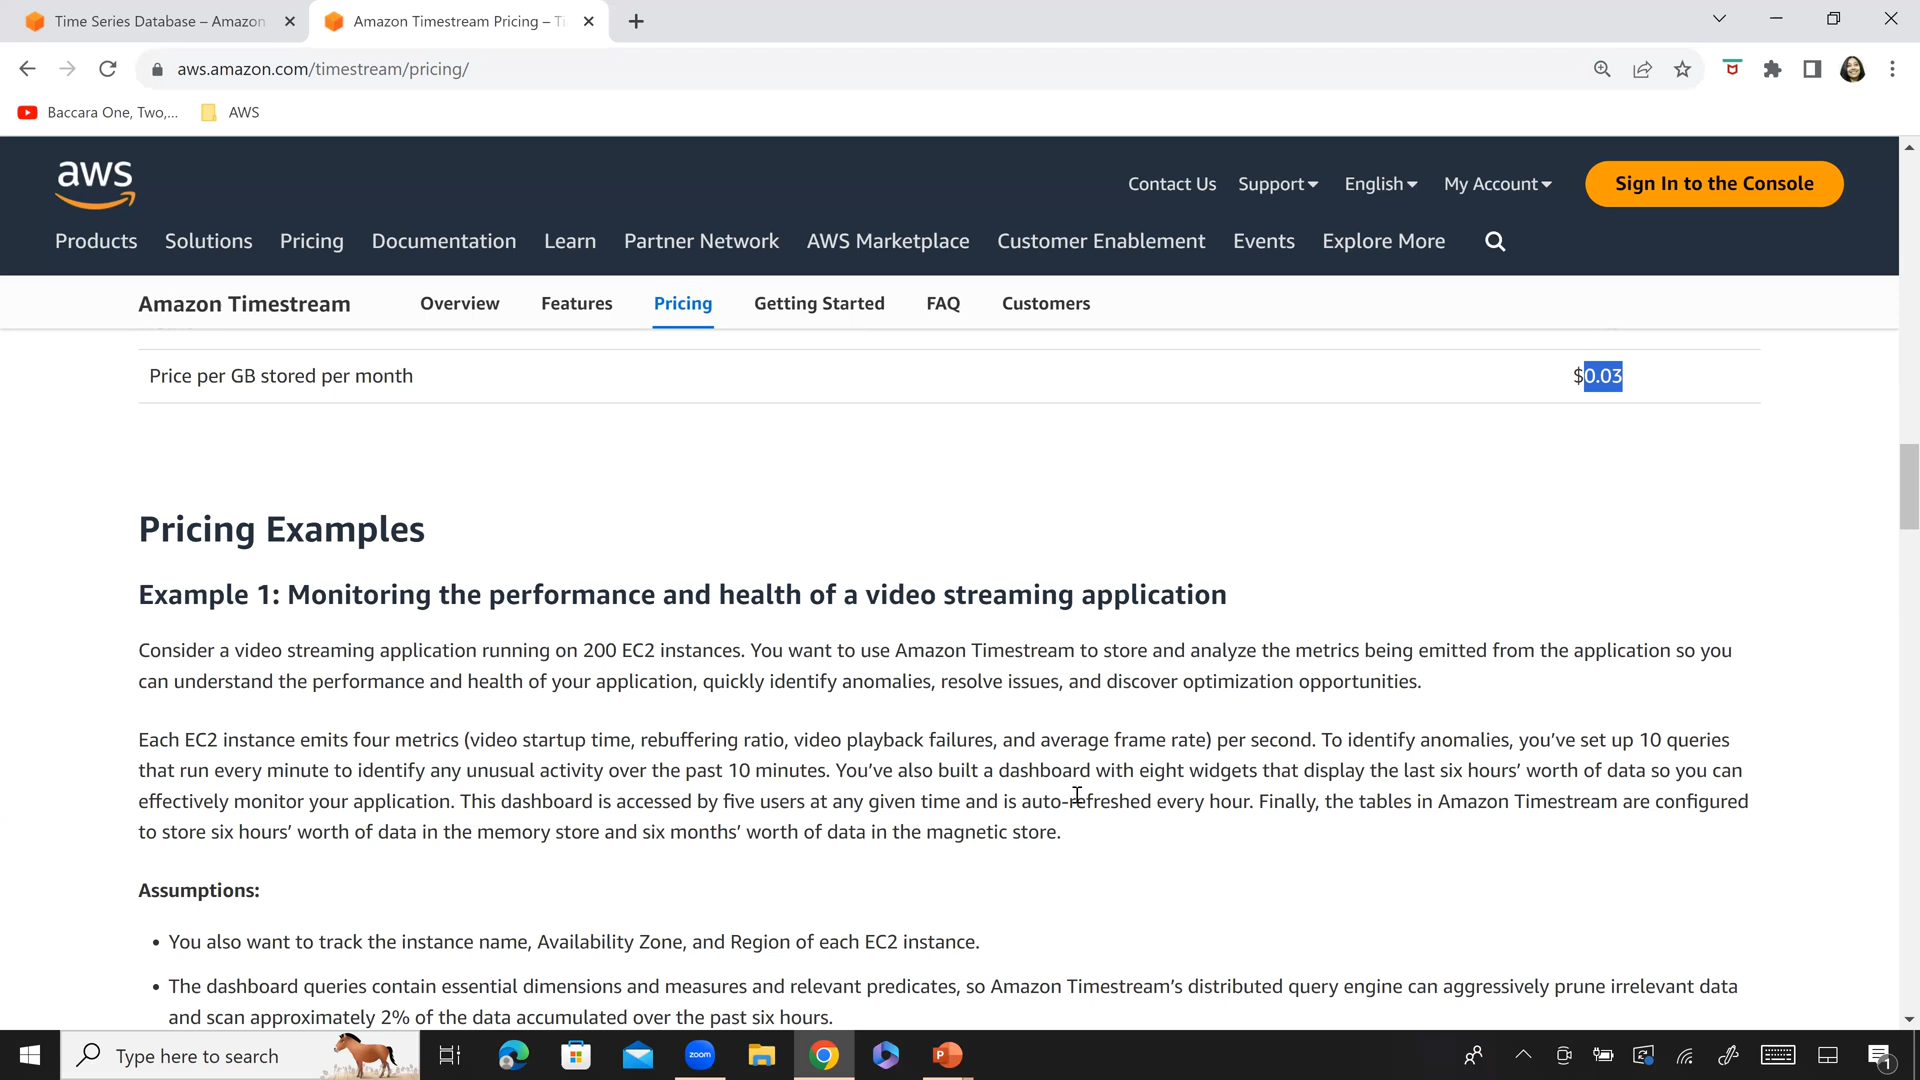 Time Series Database – Amazon
Amazon Timestream Pricing – Ti
aws.amazon.com/timestream/pricing/
Baccara One, Two,...
AWS
aws
Contact Us
Support
English
My Account
Sign In to the Console
Products
Solutions
Pricing
Documentation
Learn
Partner Network
AWS Marketplace
Customer Enablement
Events
Explore More
Amazon Timestream
Overview
Features
Pricing
Getting Started
FAQ
Customers
Price per GB stored per month
$0.03
Pricing Examples
Example 1: Monitoring the performance and health of a video streaming application
Consider a video streaming application running on 200 EC2 instances. You want to use Amazon Timestream to store and analyze the metrics being emitted from the application so you
can understand the performance and health of your application, quickly identify anomalies, resolve issues, and discover optimization opportunities.
Each EC2 instance emits four metrics (video startup time, rebuffering ratio, video playback failures, and average frame rate) per second. To identify anomalies, you’ve set up 10 queries
that run every minute to identify any unusual activity over the past 10 minutes. You’ve also built a dashboard with eight widgets that display the last six hours’ worth of data so you can
effectively monitor your application. This dashboard is accessed by five users at any given time and is auto-refreshed every hour. Finally, the tables in Amazon Timestream are configured
to store six hours’ worth of data in the memory store and six months’ worth of data in the magnetic store.
Assumptions:
• You also want to track the instance name, Availability Zone, and Region of each EC2 instance.
• The dashboard queries contain essential dimensions and measures and relevant predicates, so Amazon Timestream’s distributed query engine can aggressively prune irrelevant data
and scan approximately 2% of the data accumulated over the past six hours.
Type here to search
zoom
P
1